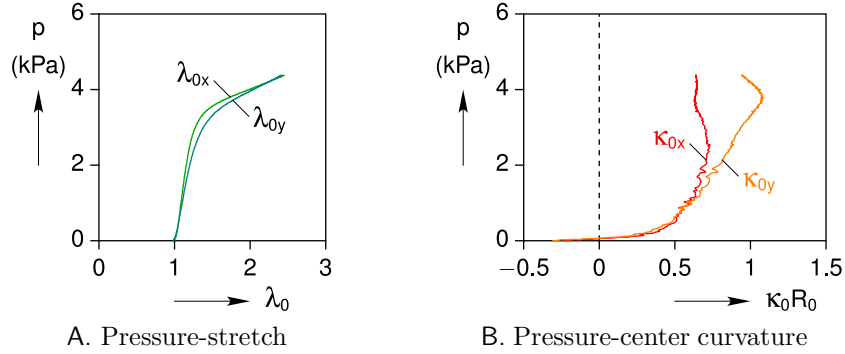 p
(kPa)
6
4
2
0
λ0x
λ0y
0
1
2
3
λ0
A. Pressure-stretch
p
(kPa)
6
4
2
0
κ0x
κ0y
−0.5
0
0.5
1
1.5
κ0R0
B. Pressure-center curvature